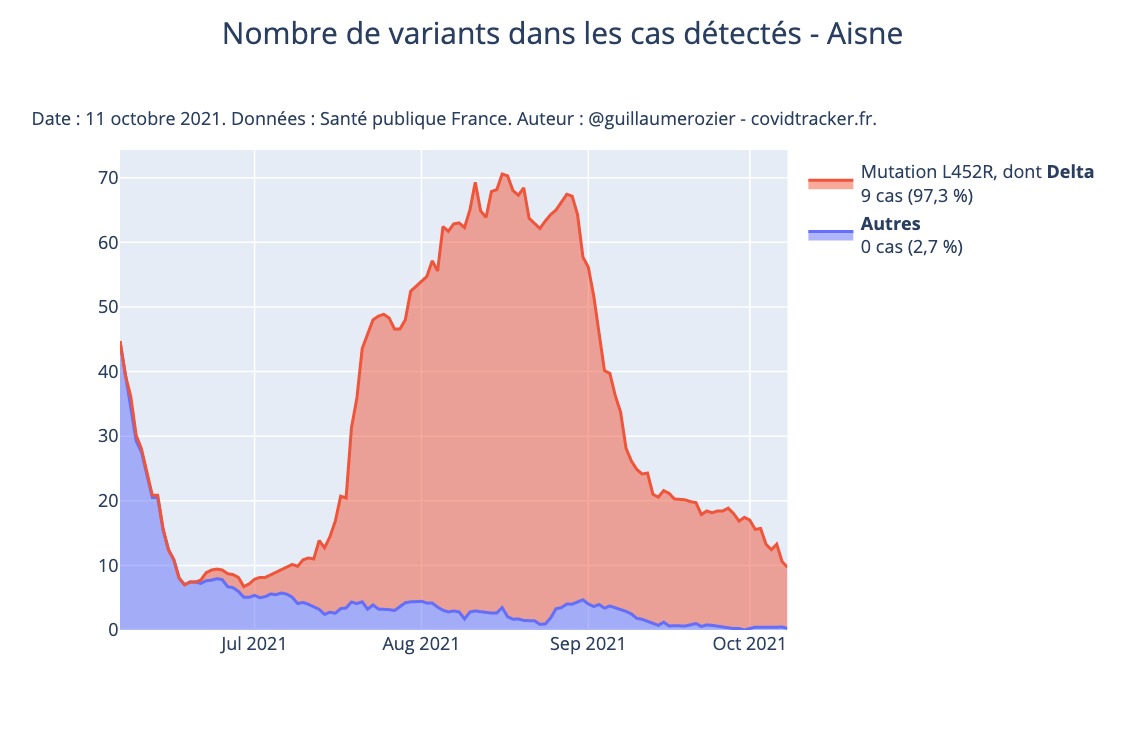 Nombre de variants dans les cas détectés - Aisne
Date : 11 octobre 2021. Données : Santé publique France. Auteur : @guillaumerozier - covidtracker.fr.
Mutation L452R, dont Delta
9 cas (97,3 %)
Autres
0 cas (2,7 %)
70
60
50
40
30
20
10
0
Jul 2021
Aug 2021
Sep 2021
Oct 2021